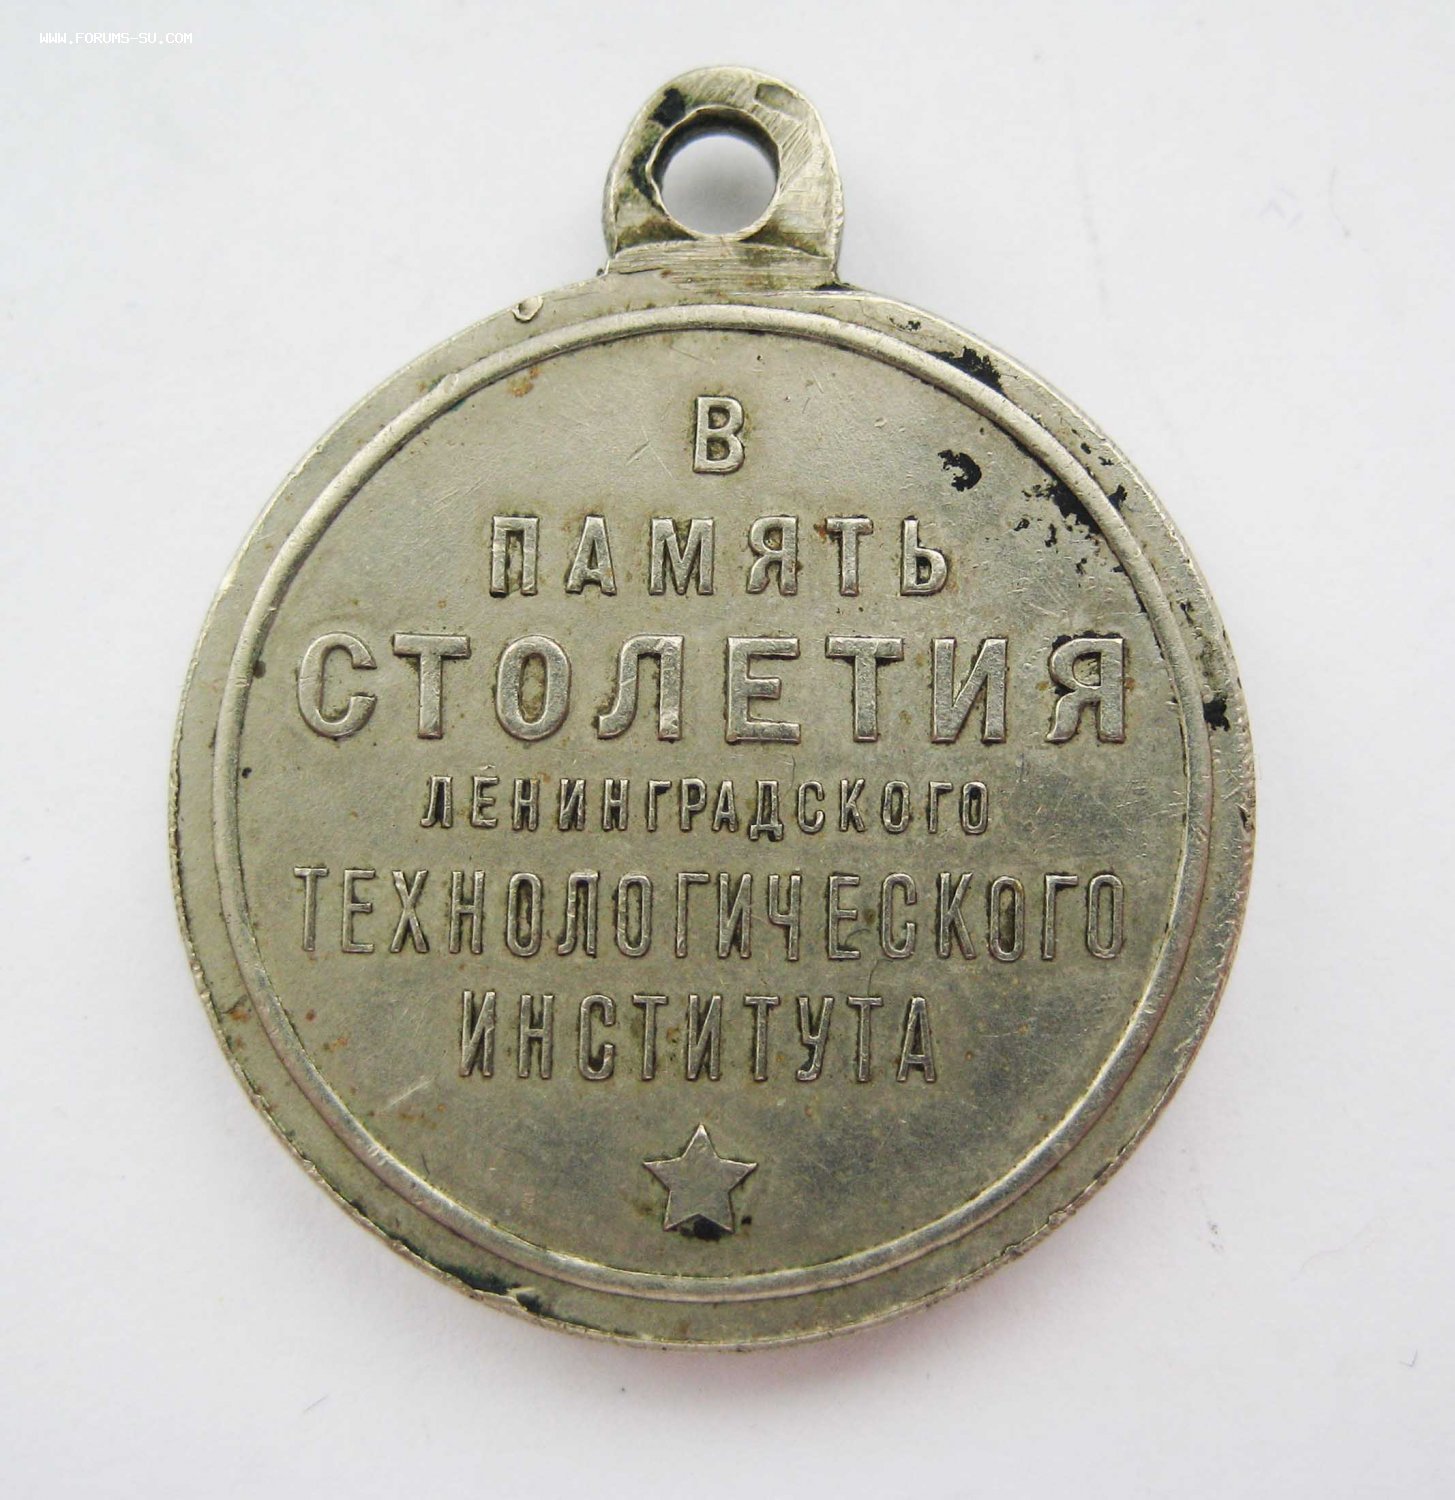 WWW.FORUMS-SU.COM
В
ПАМЯТЬ
СТОЛЕТИЯ
ЛЕНИНГРАДСКОГО
ТЕХНОЛОГИЧЕСКОГО
ИНСТИТУТА